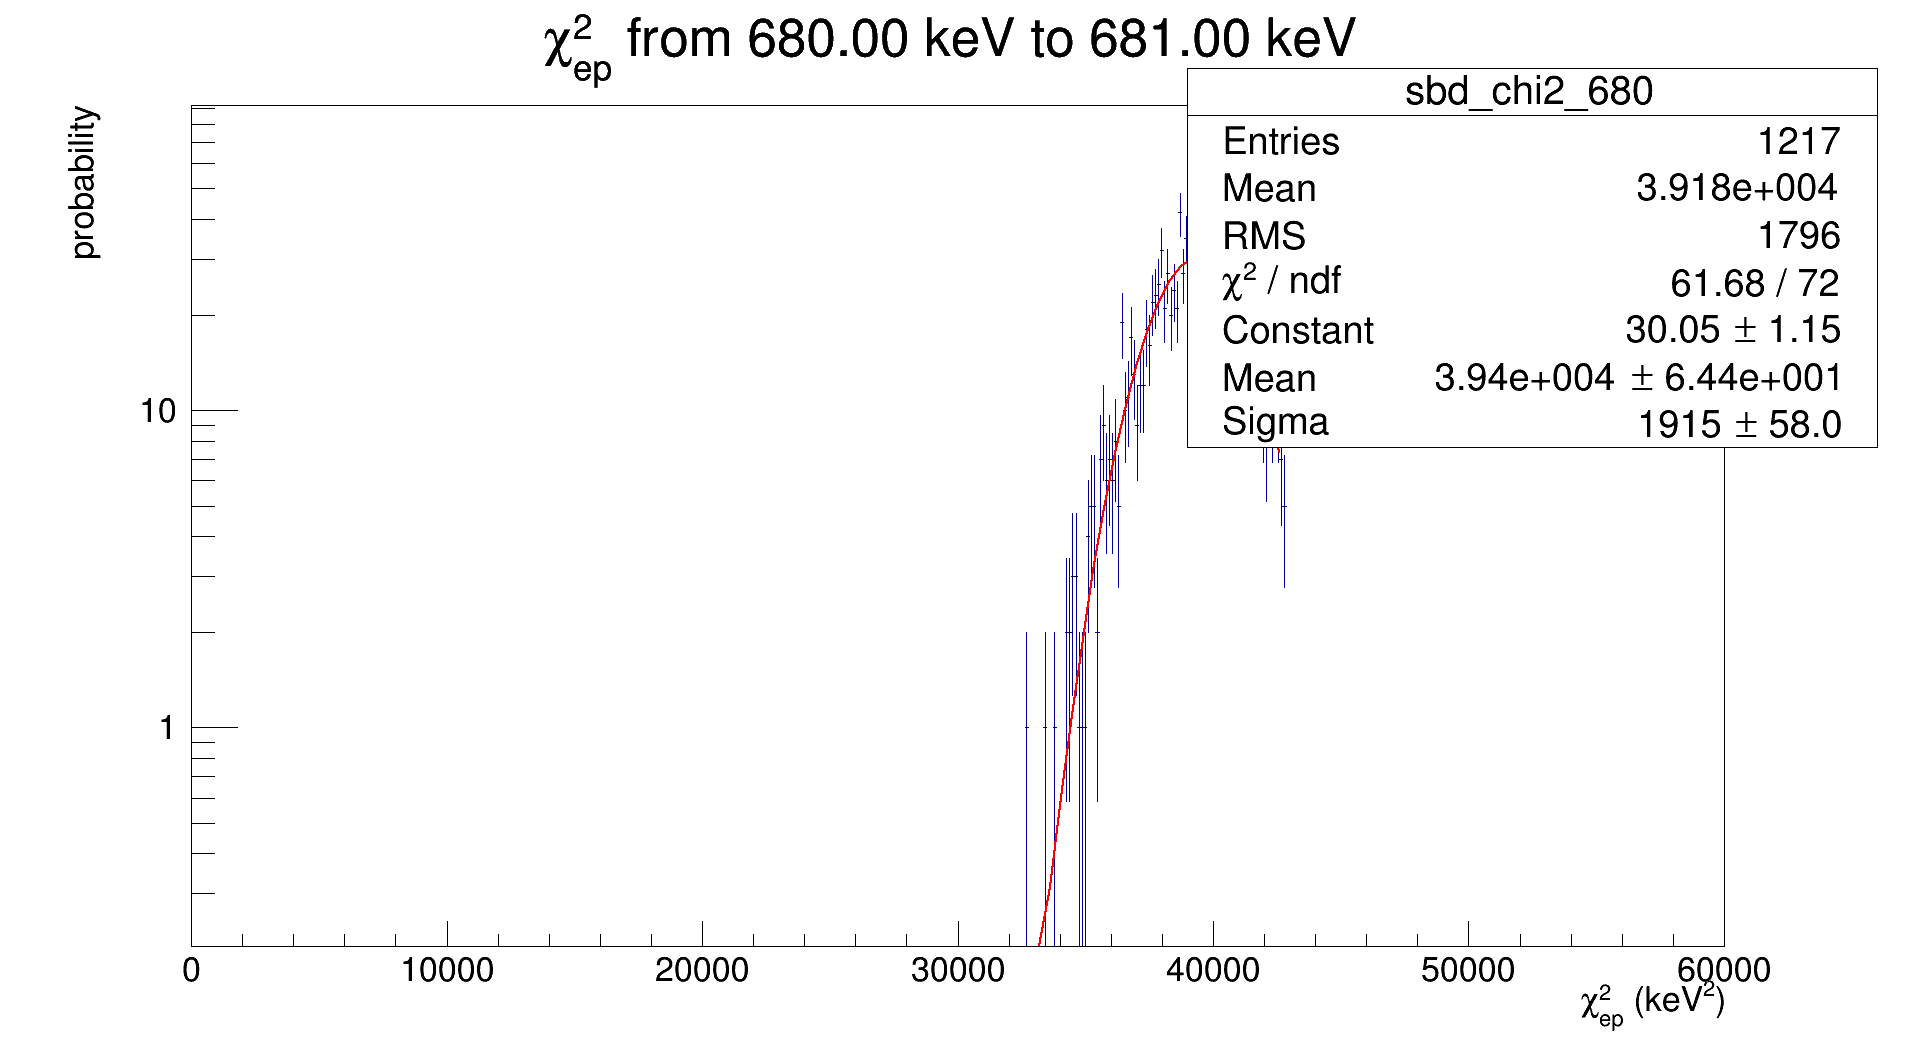 χ²ep from 680.00 keV to 681.00 keV
probability
sbd_chi2_680
Entries 1217
Mean 3.918e+004
RMS 1796
χ² / ndf 61.68 / 72
Constant 30.05 ± 1.15
Mean 3.94e+004 ± 6.44e+001
Sigma 1915 ± 58.0
10
1
0 10000 20000 30000 40000 50000 60000
χ²ep (keV²)